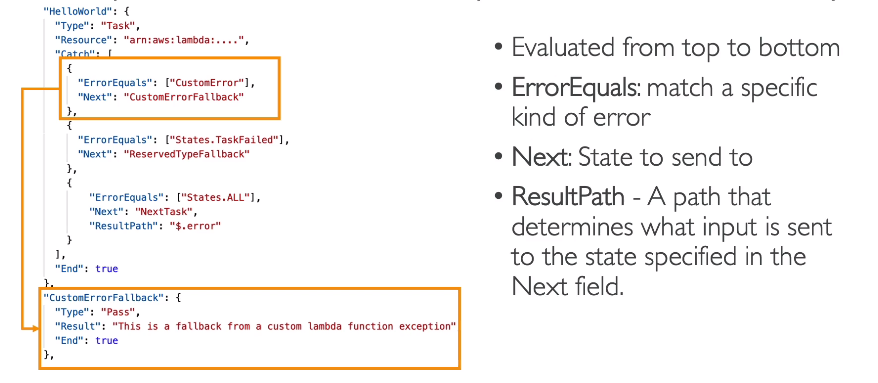 "HelloWorld": {
"Type": "Task",
"Resource": "arn:aws:lambda:....",
"Catch": [
{
"ErrorEquals": ["CustomError"],
"Next": "CustomErrorFallback"
},
{
"ErrorEquals": ["States.TaskFailed"],
"Next": "ReservedTypeFallback"
},
{
"ErrorEquals": ["States.ALL"],
"Next": "NextTask",
"ResultPath": "$.error"
}
],
"End": true
},
"CustomErrorFallback": {
"Type": "Pass",
"Result": "This is a fallback from a custom lambda function exception"
"End": true
},
• Evaluated from top to bottom
• ErrorEquals: match a specific
kind of error
• Next: State to send to
• ResultPath - A path that
determines what input is sent
to the state specified in the
Next field.